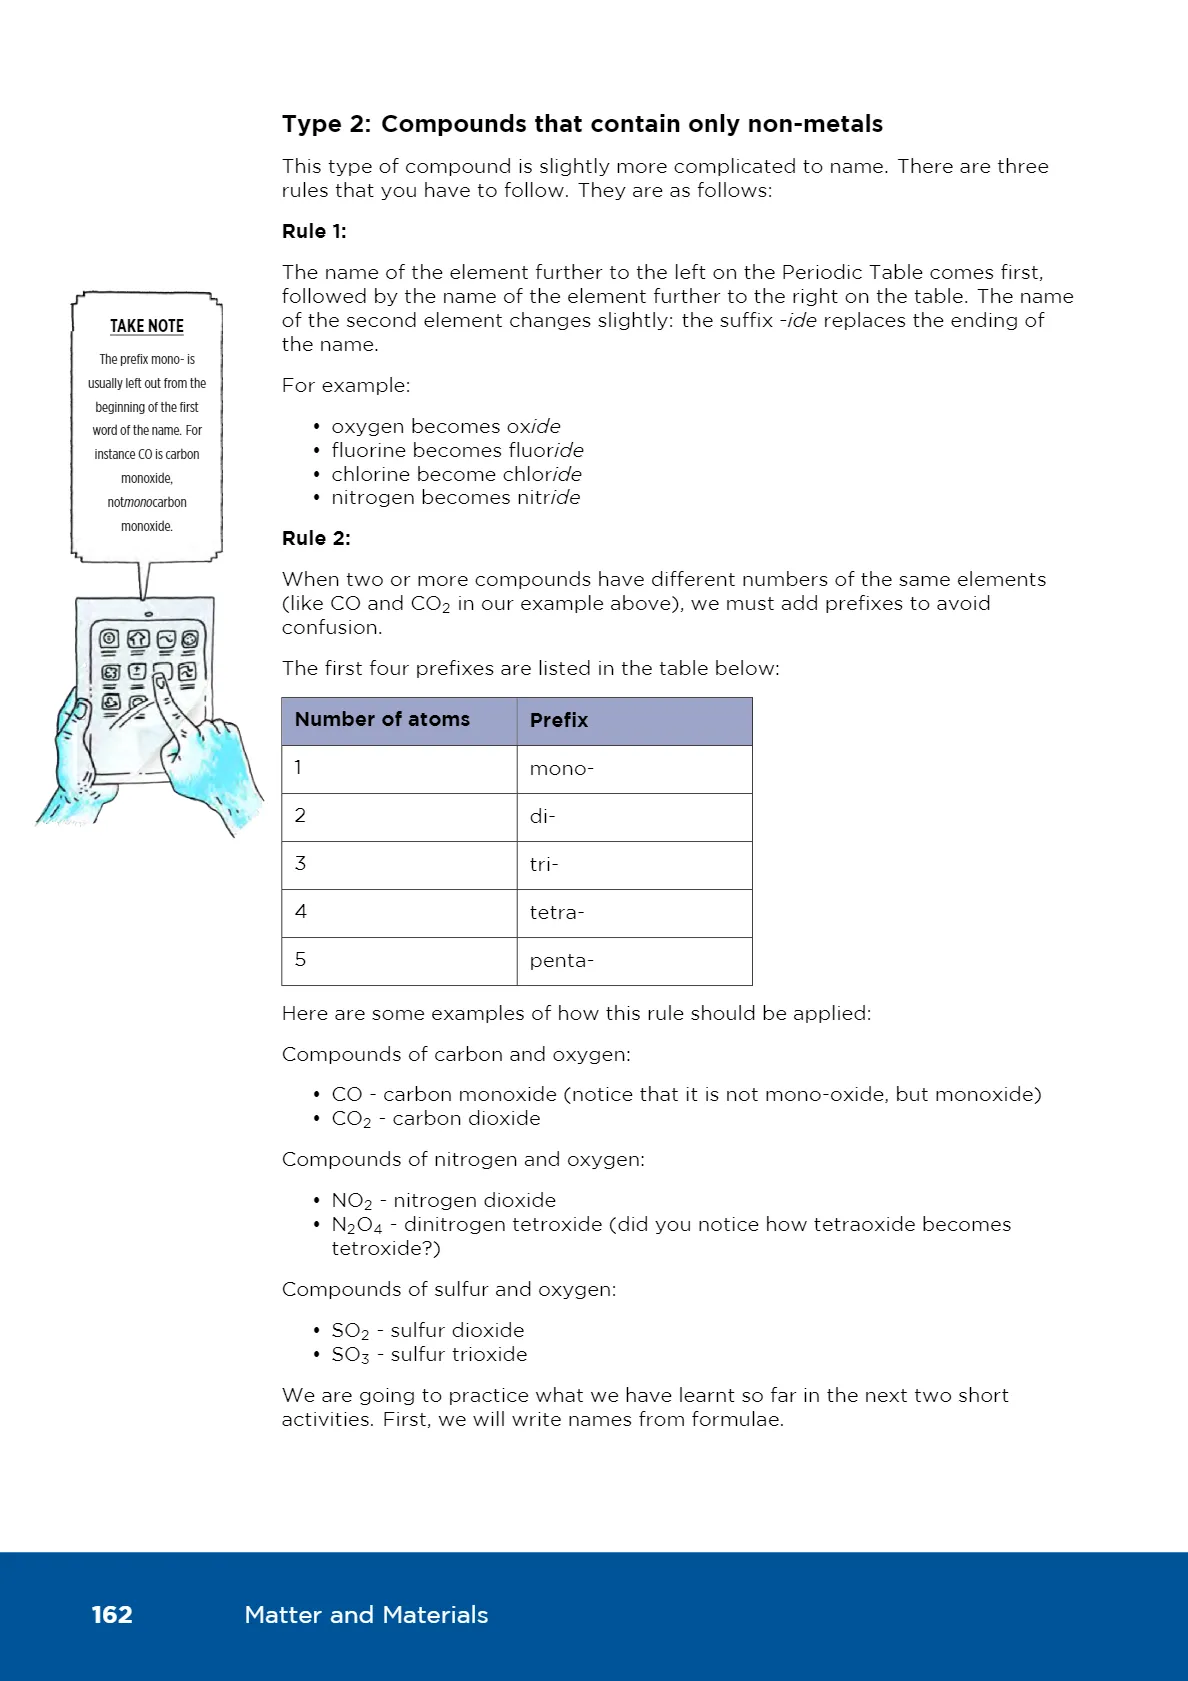 Type 2: Compounds that contain only non-metals
This type of compound is slightly more complicated to name. There are three
rules that you have to follow. They are as follows:
Rule 1:
The name of the element further to the left on the Periodic Table comes first,
followed by the name of the element further to the right on the table. The name
of the second element changes slightly: the suffix -ide replaces the ending of
the name.
For example:
• oxygen becomes oxide
• fluorine becomes fluoride
• chlorine become chloride
• nitrogen becomes nitride
TAKE NOTE
The prefix mono- is
usually left out from the
beginning of the first
word of the name. For
instance CO is carbon
monoxide,
notmonocarbon
monoxide.
Rule 2:
When two or more compounds have different numbers of the same elements
(like CO and CO₂ in our example above), we must add prefixes to avoid
confusion.
The first four prefixes are listed in the table below:
Number of atoms Prefix
1 mono-
2 di-
3 tri-
4 tetra-
5 penta-
Here are some examples of how this rule should be applied:
Compounds of carbon and oxygen:
• CO - carbon monoxide (notice that it is not mono-oxide, but monoxide)
• CO₂ - carbon dioxide
Compounds of nitrogen and oxygen:
• NO₂ - nitrogen dioxide
• N₂O₄ - dinitrogen tetroxide (did you notice how tetraoxide becomes
tetroxide?)
Compounds of sulfur and oxygen:
• SO₂ - sulfur dioxide
• SO₃ - sulfur trioxide
We are going to practice what we have learnt so far in the next two short
activities. First, we will write names from formulae.
162 Matter and Materials